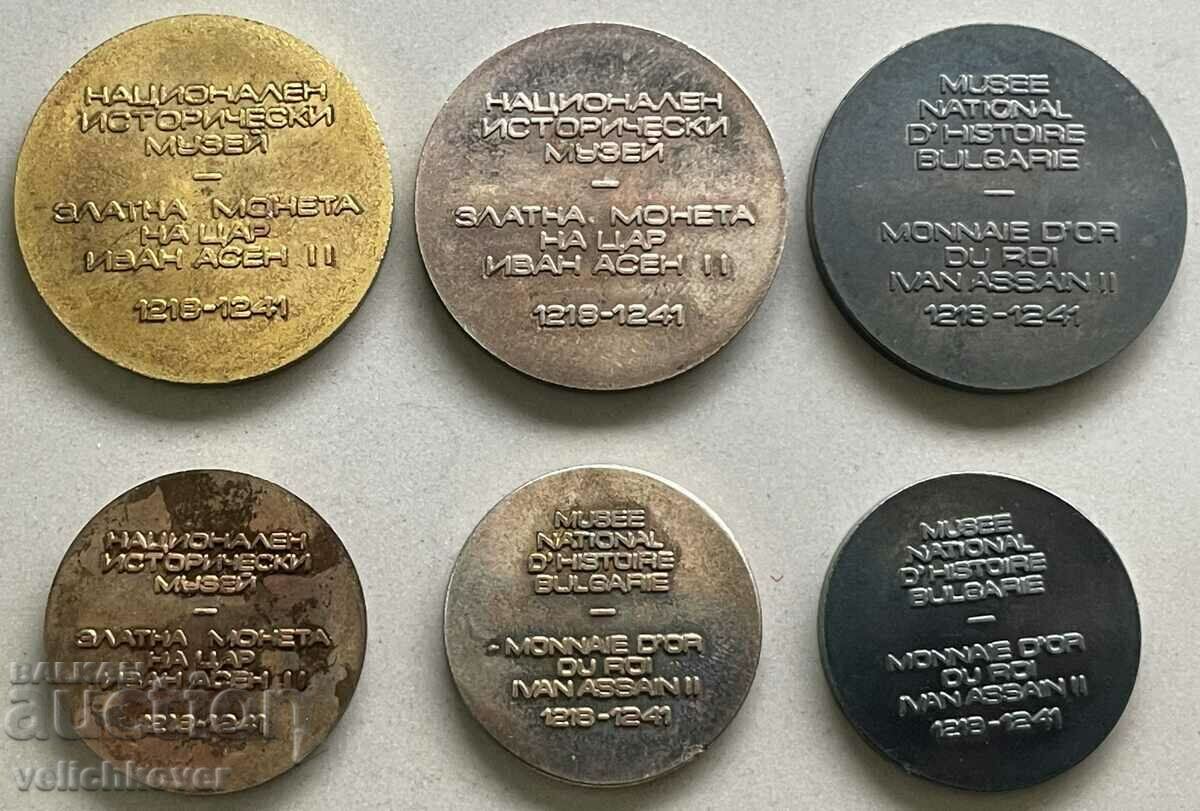 НАЦИОНАЛЕН
ИСТОРИЧЕСКИ
МУЗЕЙ
—
ЗЛАТНА МОНЕТА
НА ЦАР
ИВАН АСЕН II
1218-1241
НАЦИОНАЛЕН
ИСТОРИЧЕСКИ
МУЗЕЙ
—
ЗЛАТНА МОНЕТА
НА ЦАР
ИВАН АСЕН II
1218-1241
MUSEE
NATIONAL
D'HISTOIRE
BULGARIE
—
MONNAIE D'OR
DU ROI
IVAN ASSAIN II
1218-1241
НАЦИОНАЛЕН
ИСТОРИЧЕСКИ
МУЗЕЙ
—
ЗЛАТНА МОНЕТА
НА ЦАР
ИВАН АСЕН II
1218-1241
MUSEE
NATIONAL
D'HISTOIRE
BULGARIE
—
MONNAIE D'OR
DU ROI
IVAN ASSAIN II
1218-1241
MUSEE
NATIONAL
D'HISTOIRE
BULGARIE
—
MONNAIE D'OR
DU ROI
IVAN ASSAIN II
1218-1241
БАЛКАН
auction
velichkover